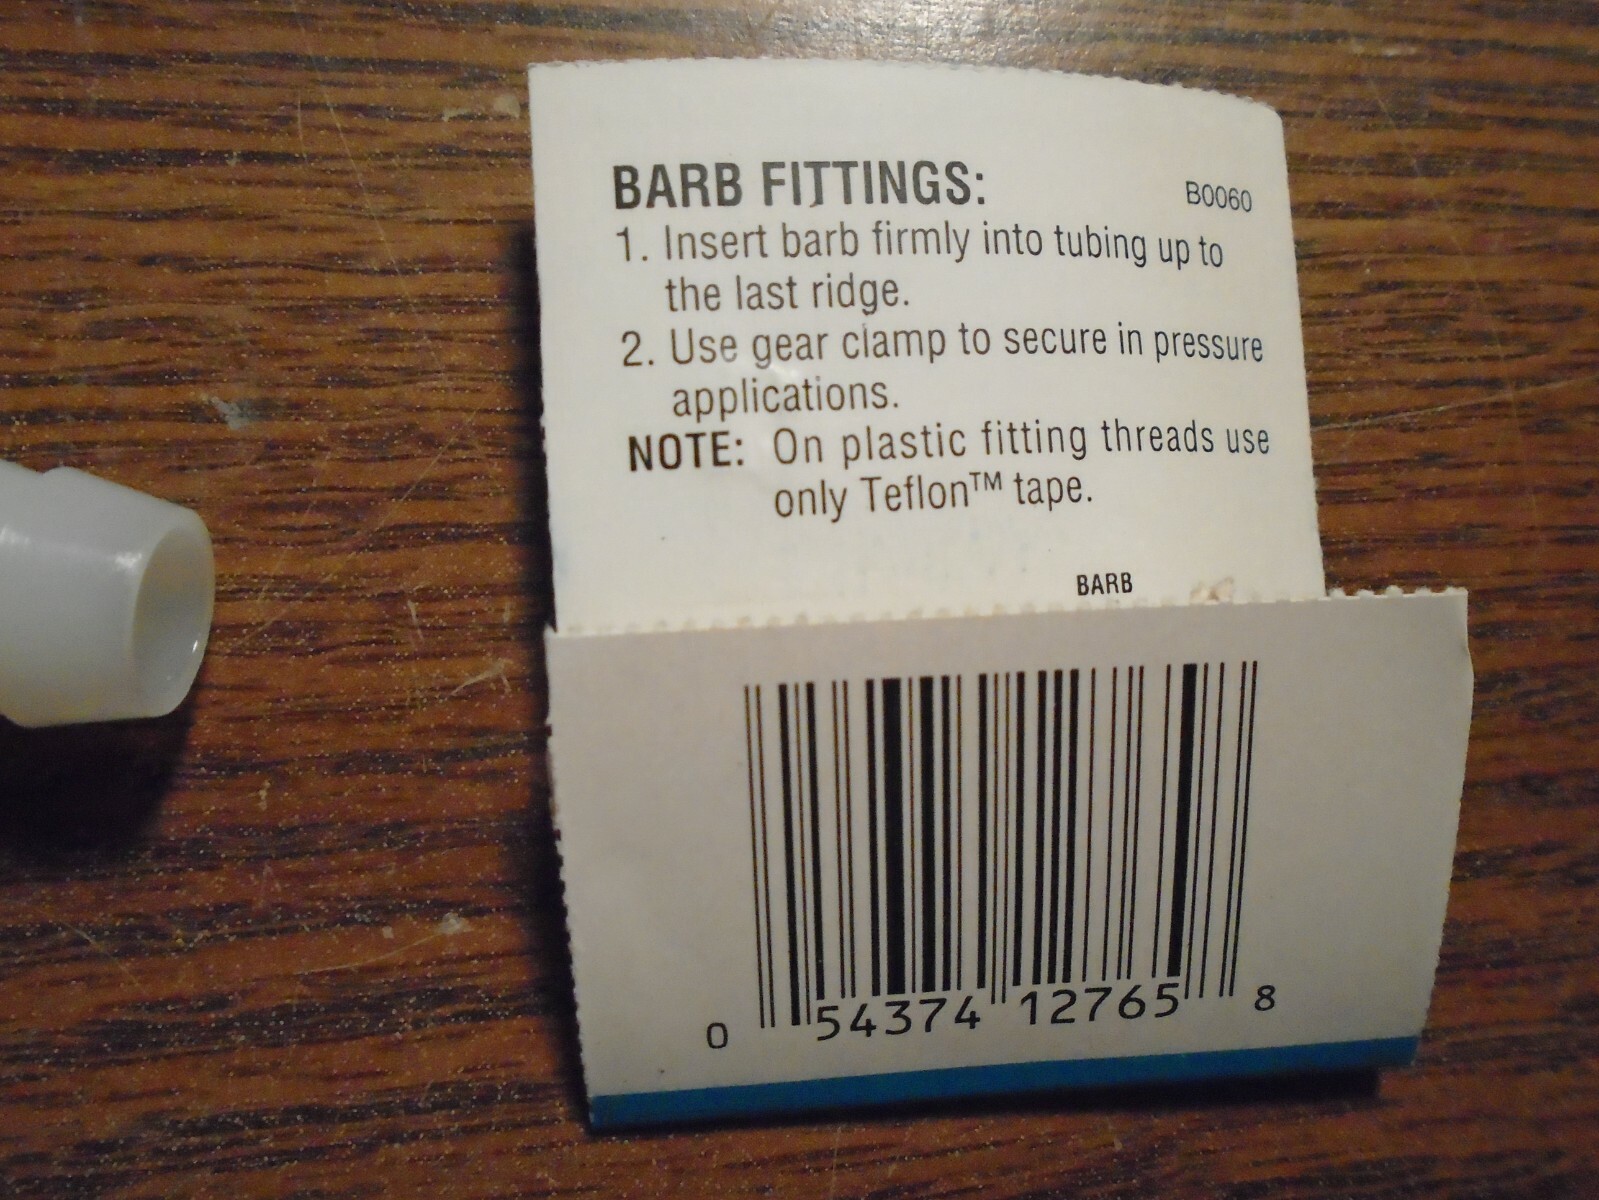 BARB FITTINGS: B0060
1. Insert barb firmly into tubing up to
the last ridge.
2. Use gear clamp to secure in pressure
applications.
NOTE: On plastic fitting threads use
only Teflon™ tape.
BARB
0 54374 12765 8